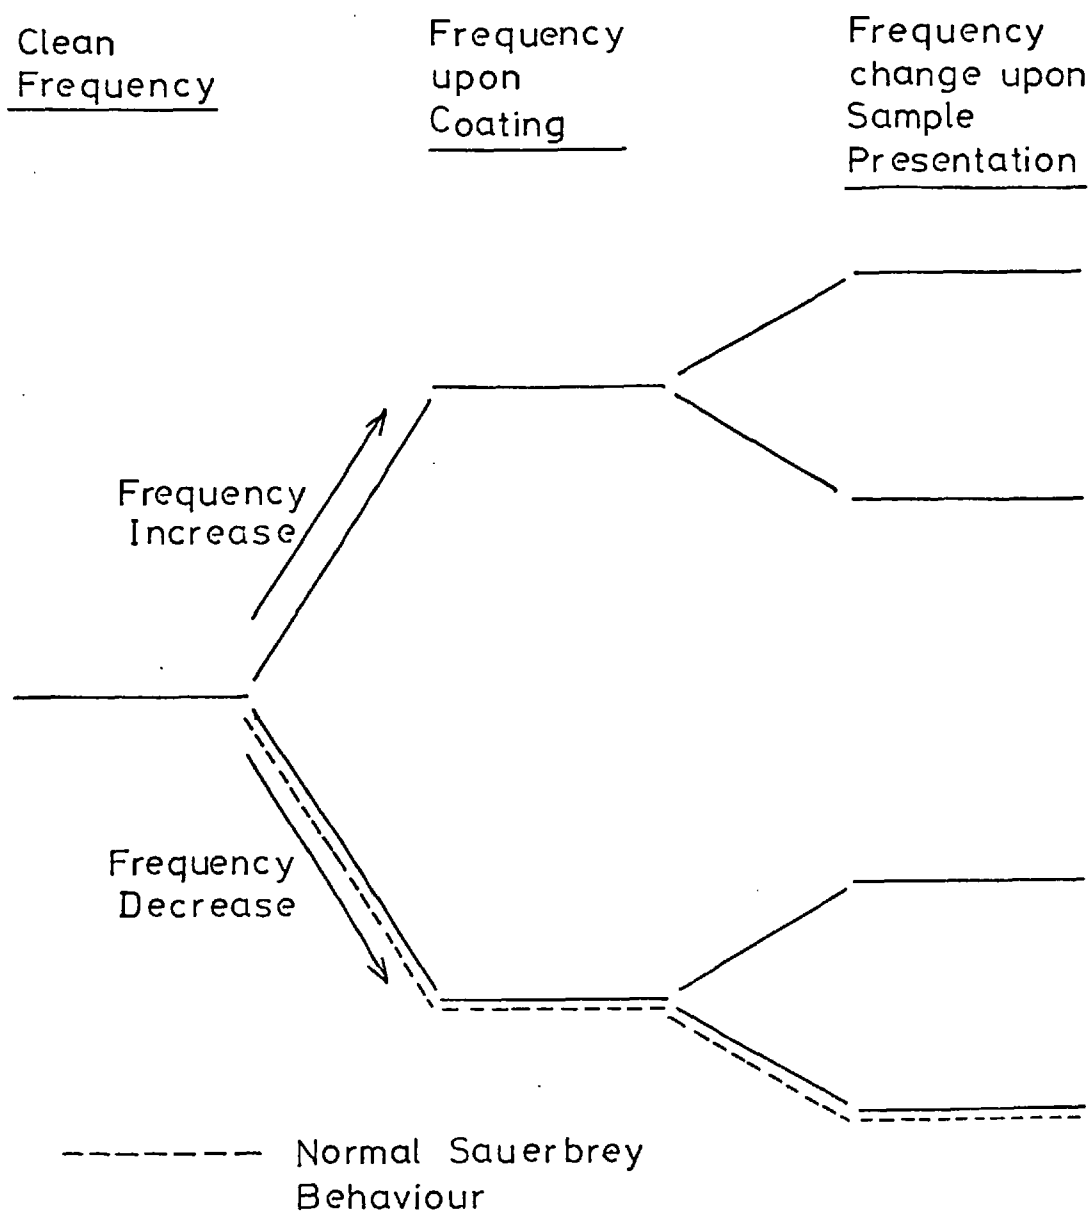 Clean
Frequency
Frequency
upon
Coating
Frequency
change upon
Sample
Presentation
Frequency
Increase
Frequency
Decrease
Normal Sauerbrey
Behaviour